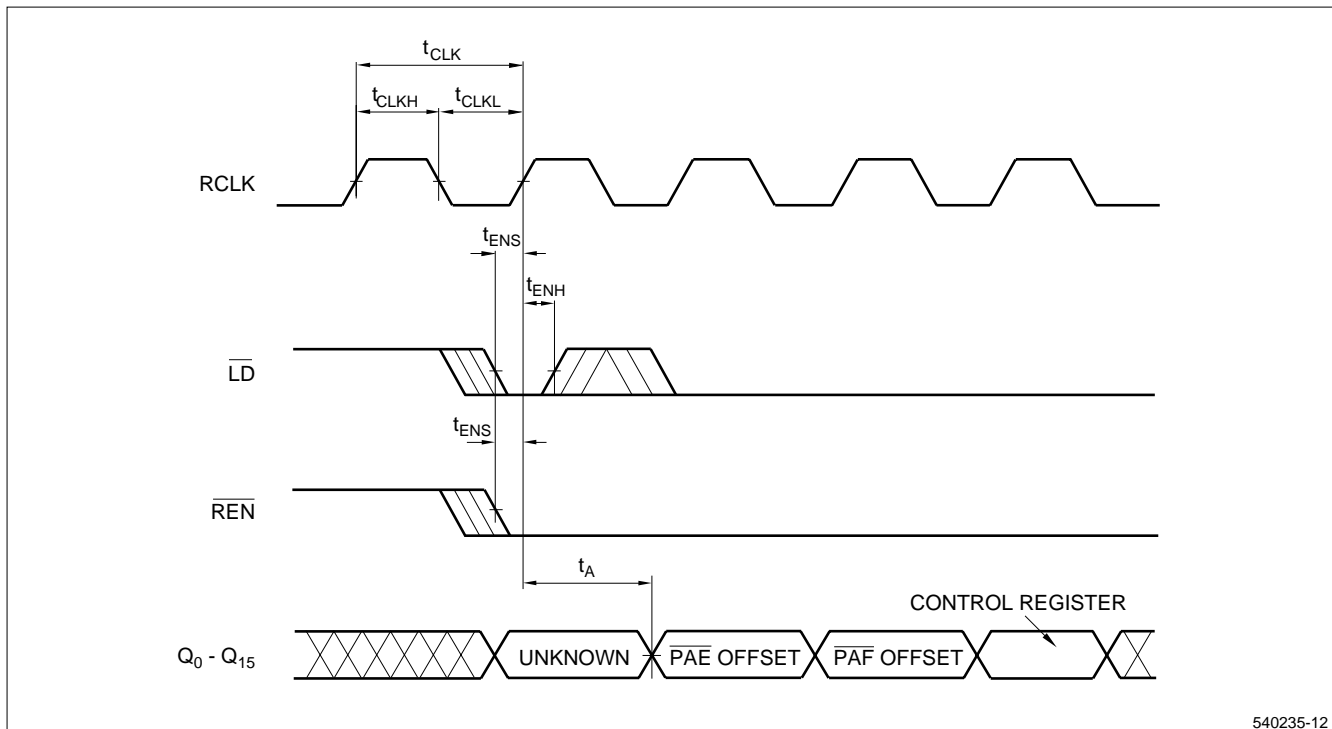 tCLK
tCLKH tCLKL
RCLK
tENS
tENH
LD
tENS
REN
tA
CONTROL REGISTER
Q0 - Q15 UNKNOWN PAE OFFSET PAF OFFSET
540235-12